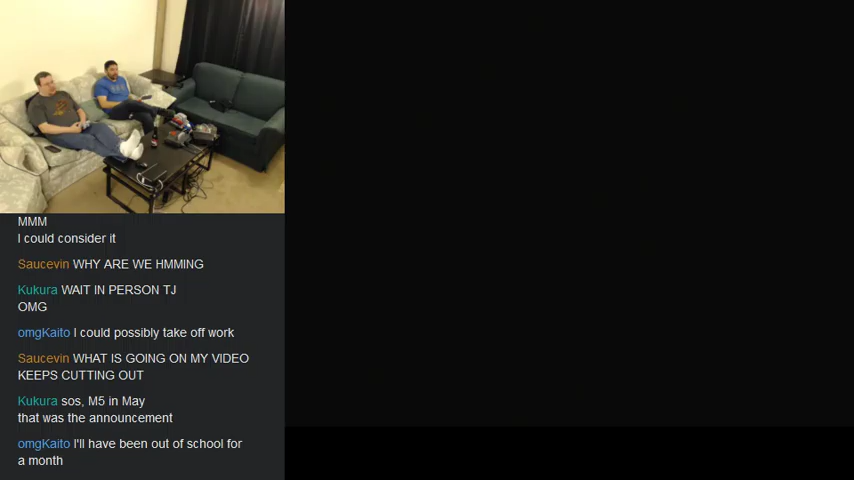 MMM
I could consider it
Saucevin WHY ARE WE HMMING
Kukura WAIT IN PERSON TJ
OMG
omgKaito I could possibly take off work
Saucevin WHAT IS GOING ON MY VIDEO
KEEPS CUTTING OUT
Kukura sos, M5 in May
that was the announcement
omgKaito I'll have been out of school for
a month